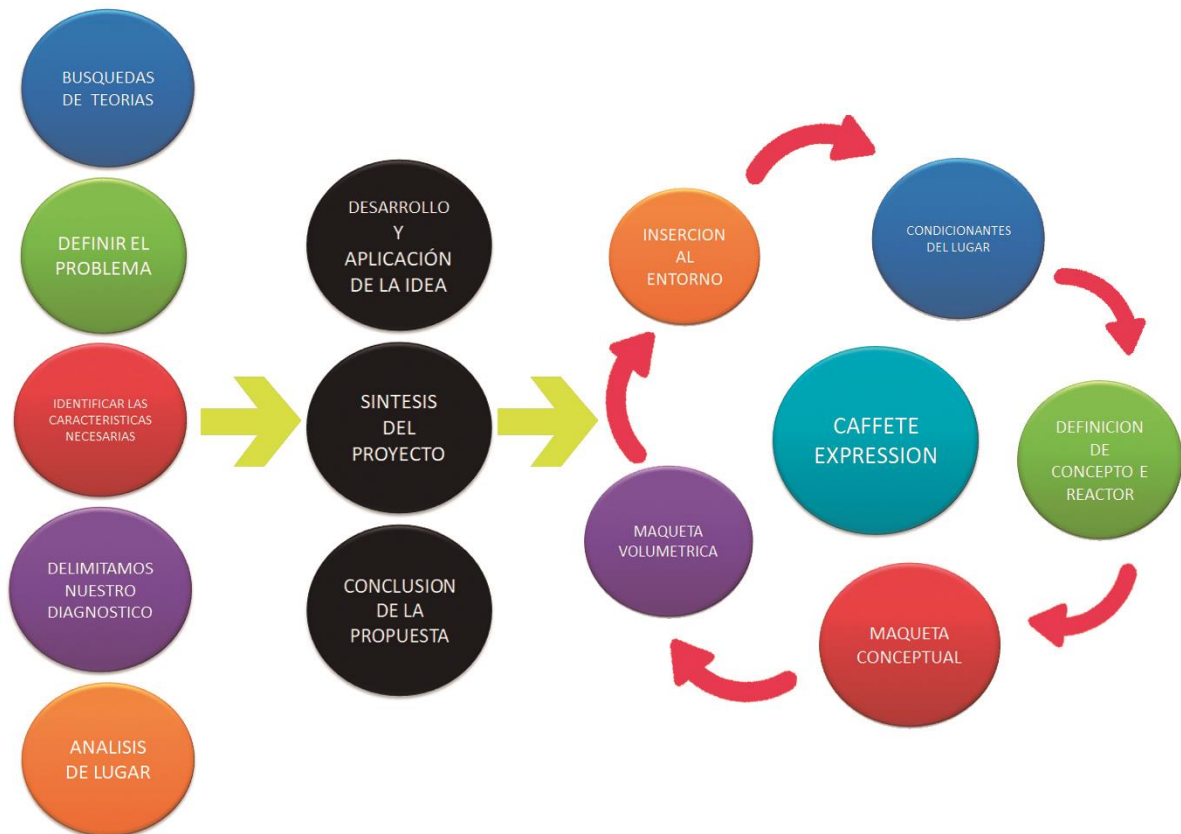 BUSQUEDAS
DE TEORIAS
DEFINIR EL
PROBLEMA
IDENTIFICAR LAS
CARACTERISTICAS
NECESARIAS
DELIMITAMOS
NUESTRO
DIAGNOSTICO
ANALISIS
DE LUGAR
DESARROLLO
Y
APLICACIÓN
DE LA IDEA
SINTESIS
DEL
PROYECTO
CONCLUSION
DE LA
PROPUESTA
INSERCION
AL
ENTORNO
CONDICIONANTES
DEL LUGAR
DEFINICION
DE
CONCEPTO E
REACTOR
MAQUETA
CONCEPTUAL
MAQUETA
VOLUMETRICA
CAFFETE
EXPRESSION